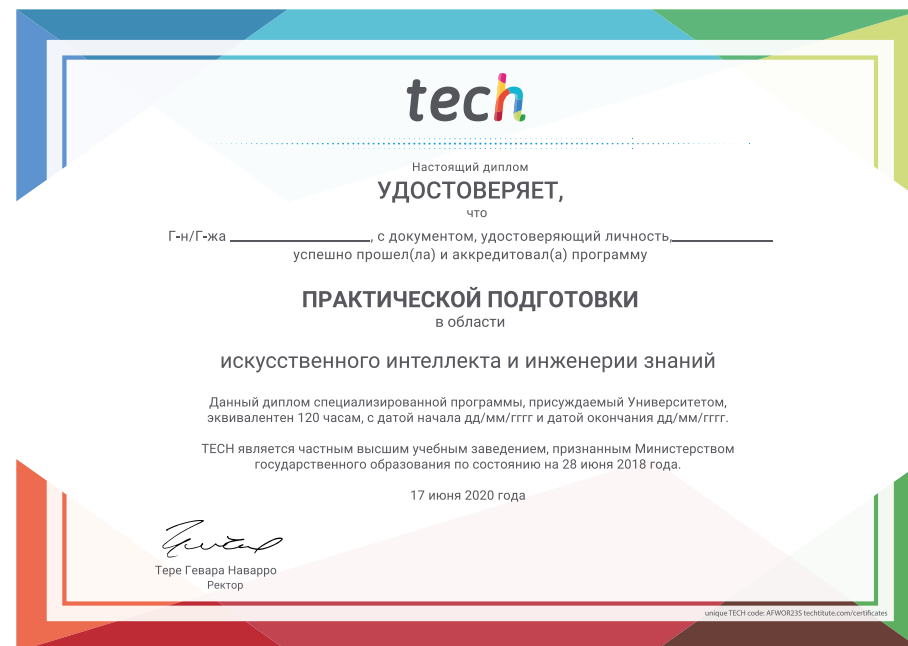 tech
Настоящий диплом
УДОСТОВЕРЯЕТ,
что
Г-н/Г-жа ____________________, с документом, удостоверяющий личность,______________
успешно прошел(ла) и аккредитовал(а) программу
ПРАКТИЧЕСКОЙ ПОДГОТОВКИ
в области
искусственного интеллекта и инженерии знаний
Данный диплом специализированной программы, присуждаемый Университетом,
эквивалентен 120 часам, с датой начала дд/мм/гггг и датой окончания дд/мм/гггг.
TECH является частным высшим учебным заведением, признанным Министерством
государственного образования по состоянию на 28 июня 2018 года.
17 июня 2020 года
Тере Гевара Наварро
Ректор
unique TECH code: AFWOR23S techtitute.com/certificates